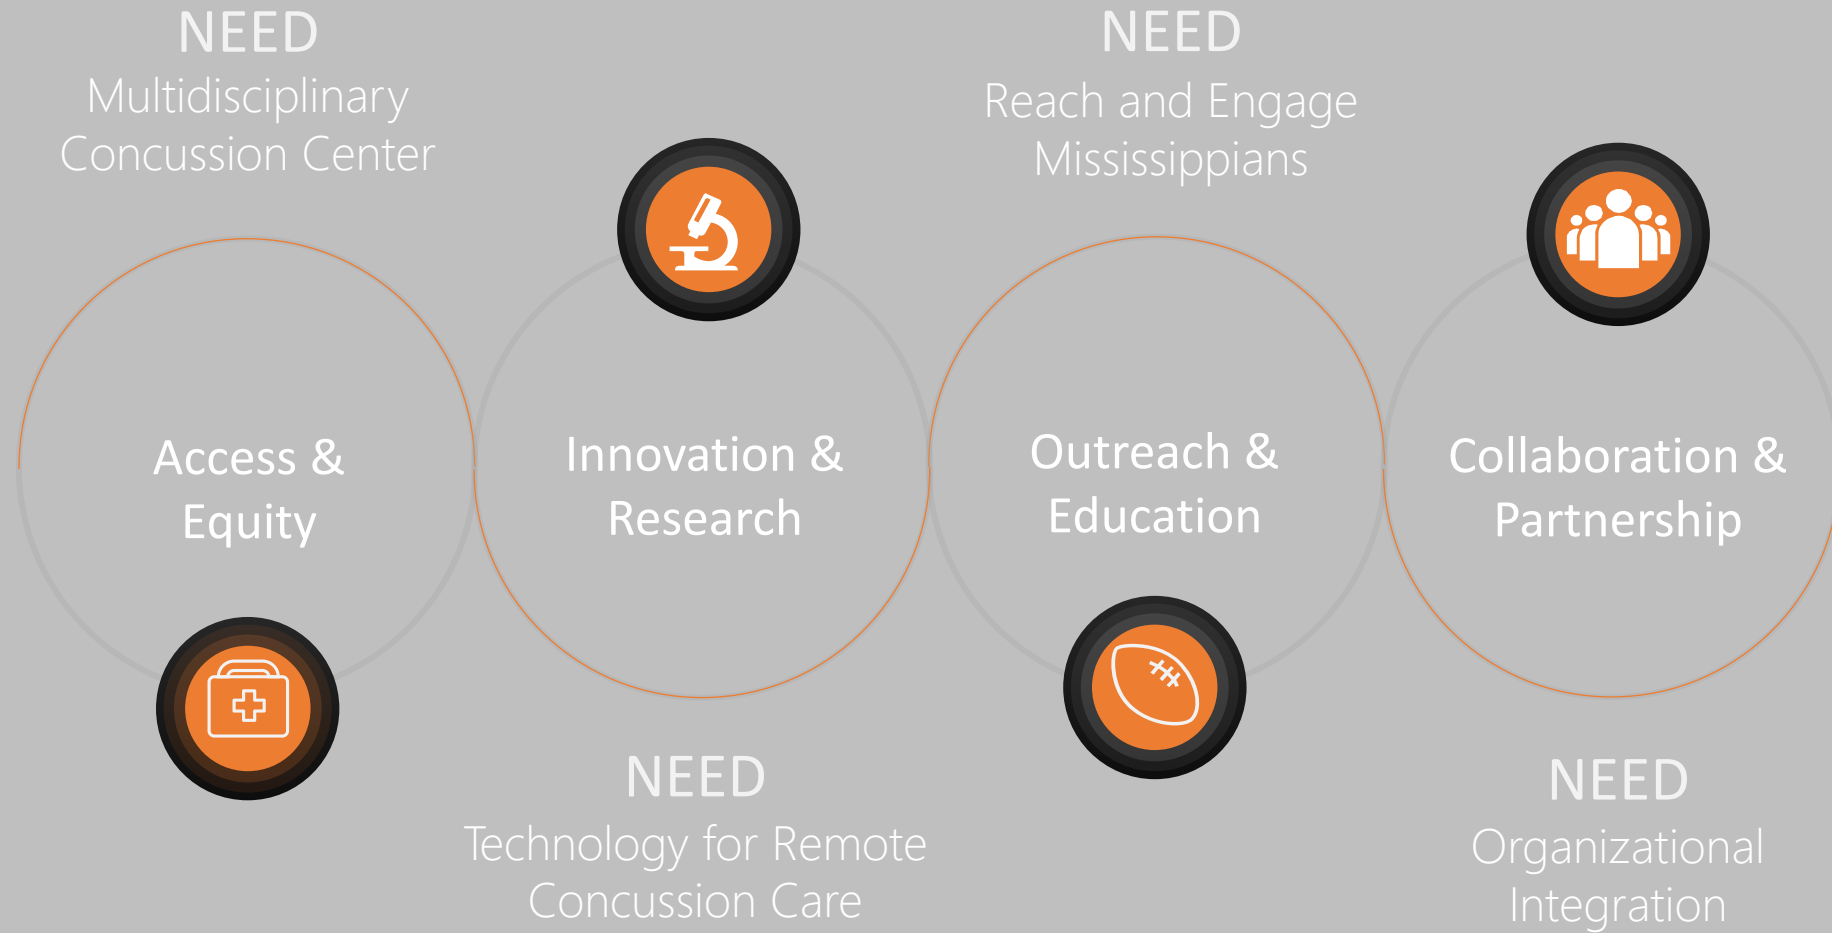 NEED
Multidisciplinary
Concussion Center
Access &
Equity
Innovation &
Research
NEED
Technology for Remote
Concussion Care
NEED
Reach and Engage
Mississippians
Outreach &
Education
Collaboration &
Partnership
NEED
Organizational
Integration